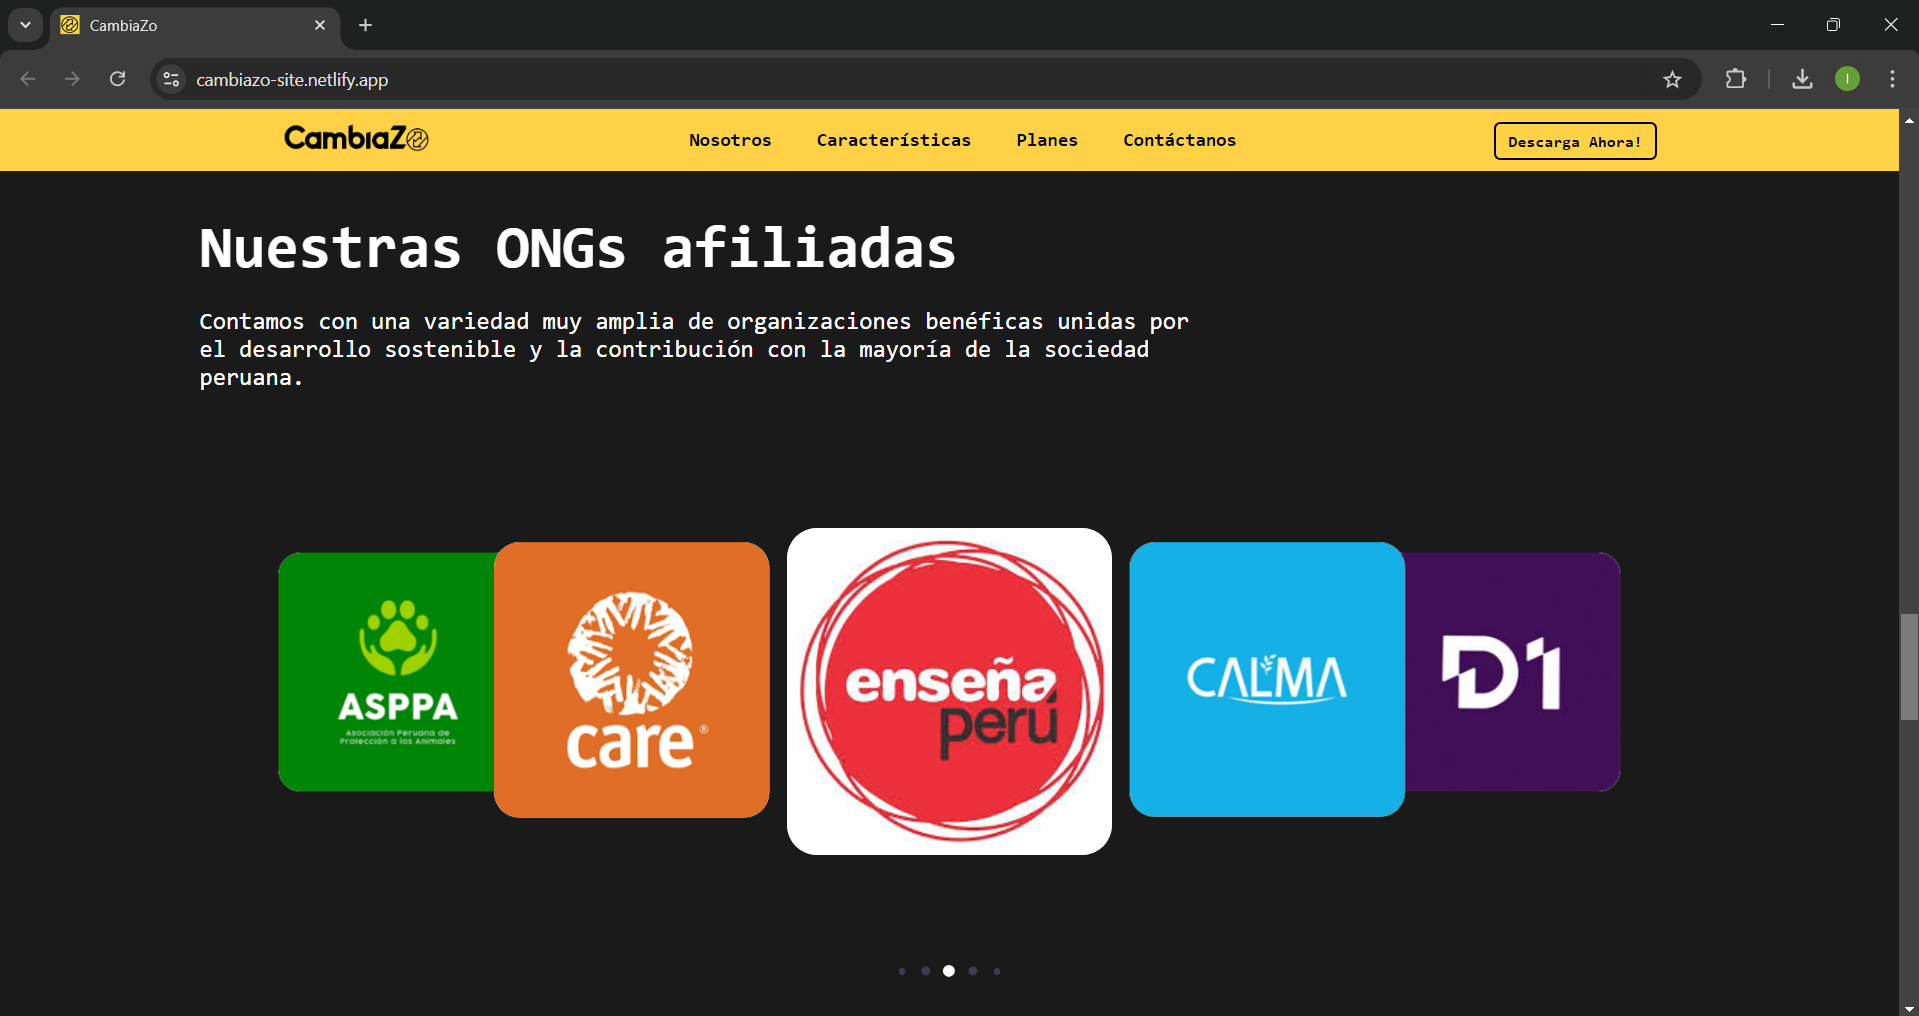 CambiaZo
cambiazo-site.netlify.app
I
CambiaZo
Nosotros
Características
Planes
Contáctanos
Descarga Ahora!
Nuestras ONGs afiliadas
Contamos con una variedad muy amplia de organizaciones benéficas unidas por
el desarrollo sostenible y la contribución con la mayoría de la sociedad
peruana.
ASPPA
Asociación Peruana de
Protección a los Animales
care®
enseña
perú
CALMA
D1